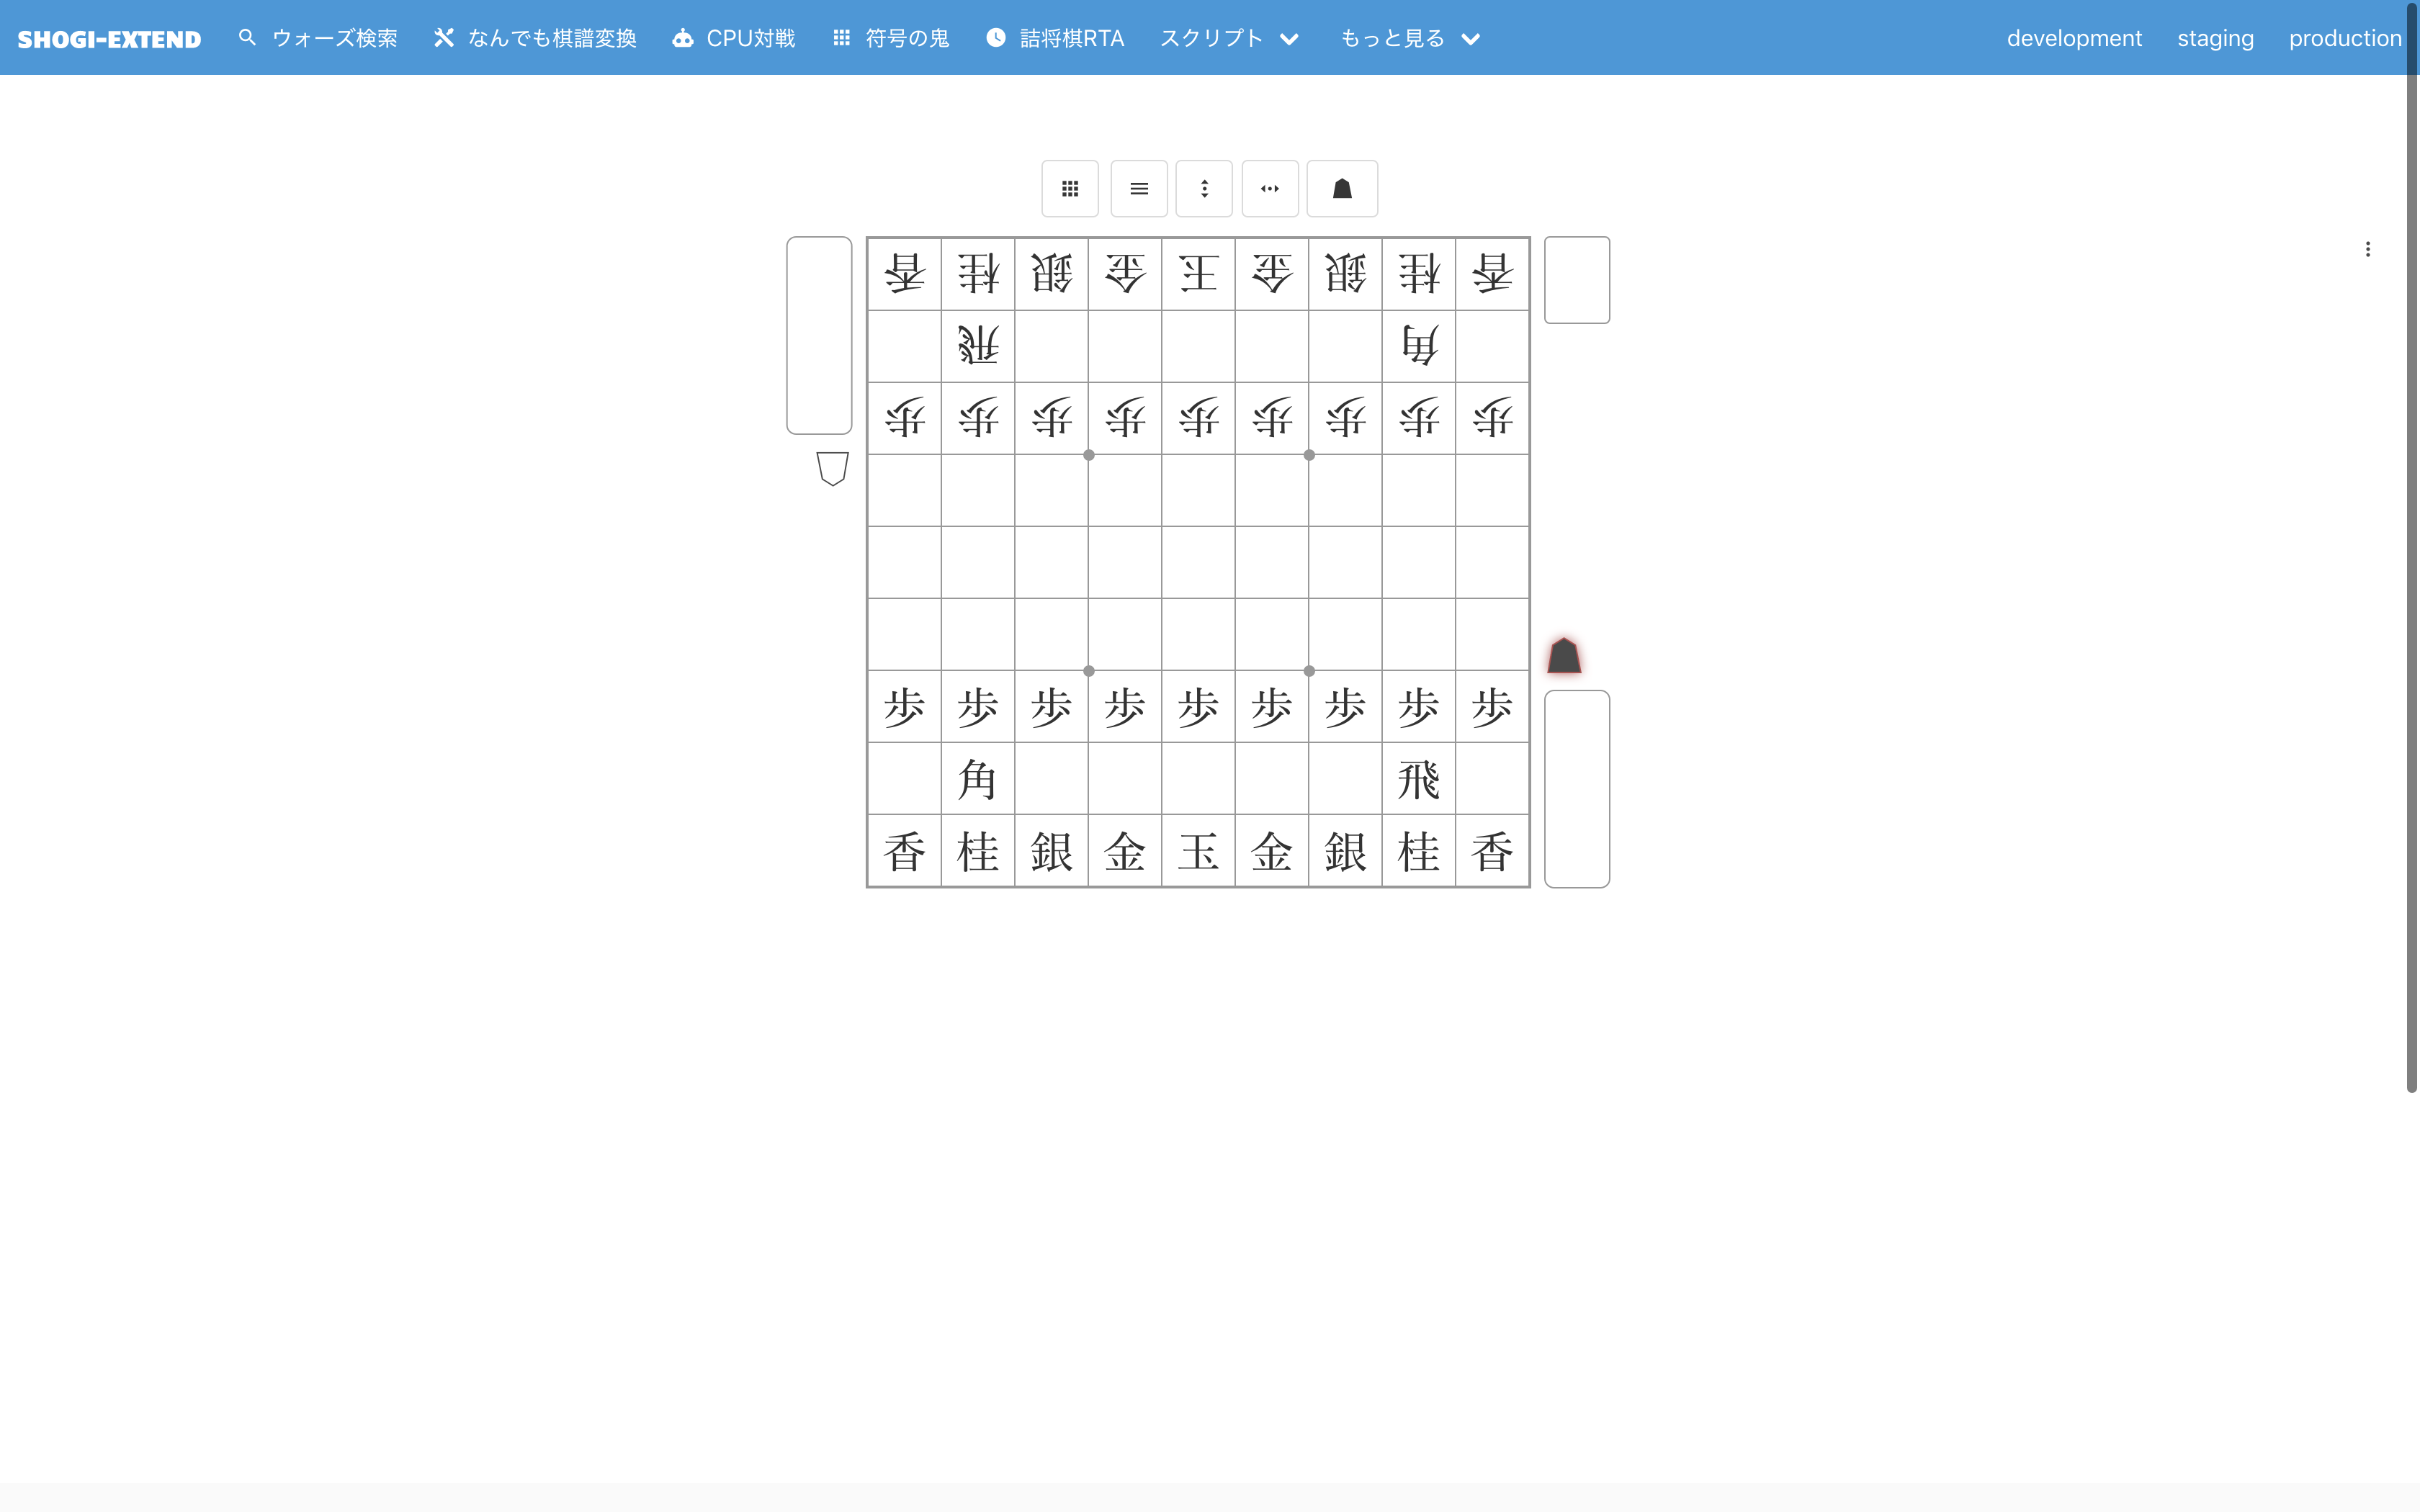 SHOGI-EXTEND ウォーズ検索 なんでも棋譜変換 CPU対戦 符号の鬼 詰将棋RTA スクリプト もっと見る development staging production
香 桂 銀 金 王 金 銀 桂 香
飛 角
歩 歩 歩 歩 歩 歩 歩 歩 歩
歩 歩 歩 歩 歩 歩 歩 歩 歩
角 飛
香 桂 銀 金 玉 金 銀 桂 香